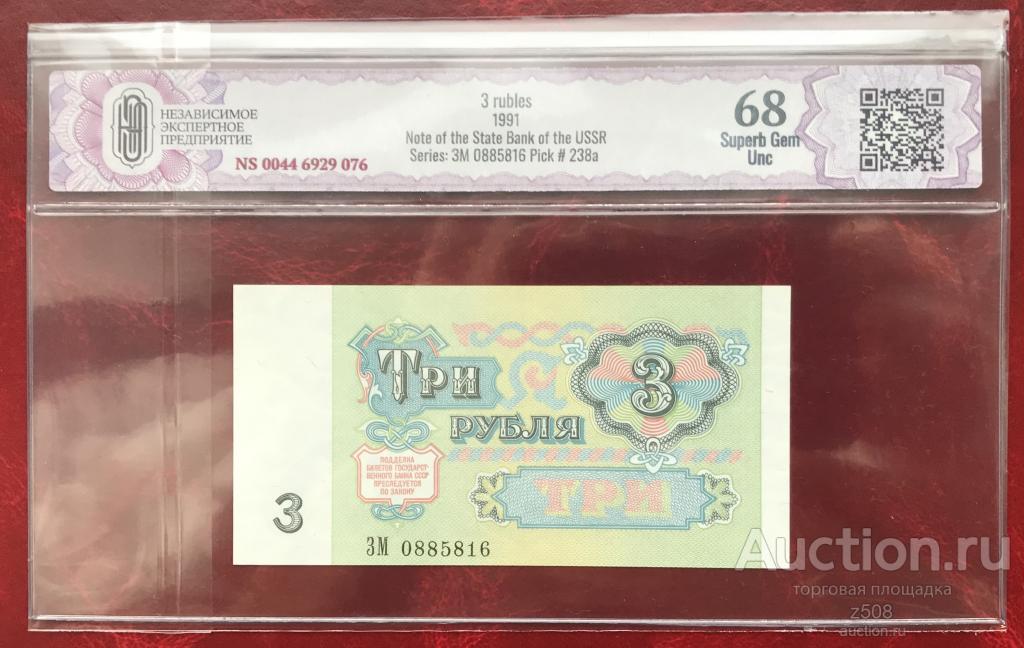 НЕЗАВИСИМОЕ
ЭКСПЕРТНОЕ
ПРЕДПРИЯТИЕ
NS 0044 6929 076
3 rubles
1991
Note of the State Bank of the USSR
Series: ЗМ 0885816 Pick # 238a
68
Superb Gem
Unc
ТРИ
РУБЛЯ
3
ПОДДЕЛКА
БИЛЕТОВ ГОСУДАРСТ-
ВЕННОГО БАНКА СССР
ПРЕСЛЕДУЕТСЯ
ПО ЗАКОНУ
ТРИ
3
ЗМ 0885816
Auction.ru
торговая площадка
z508
auction.ru